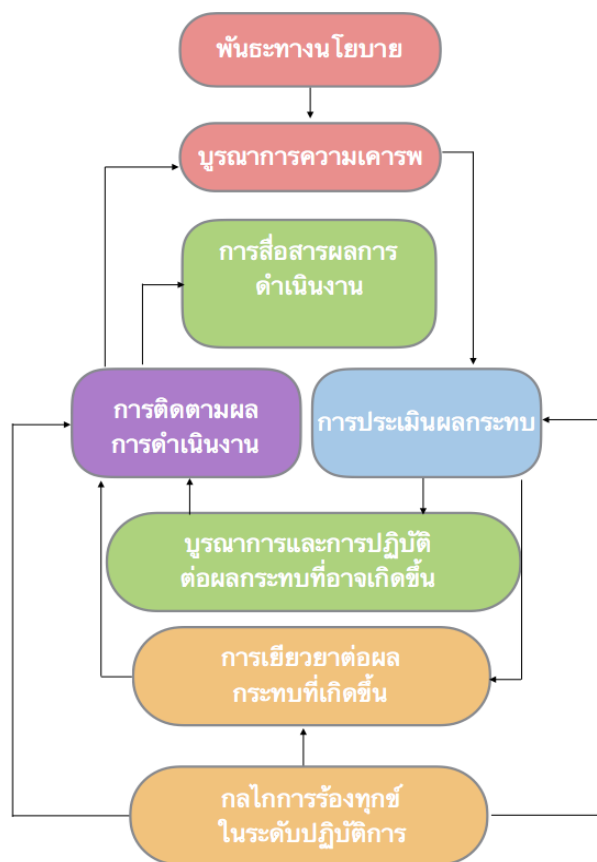 พันธะทางนโยบาย
บูรณาการความเคารพ
การสื่อสารผลการ
ดำเนินงาน
การติดตามผล
การดำเนินงาน
การประเมินผลกระทบ
บูรณาการและการปฏิบัติ
ต่อผลกระทบที่อาจเกิดขึ้น
การเยียวยาต่อผล
กระทบที่เกิดขึ้น
กลไกการร้องทุกข์
ในระดับปฏิบัติการ